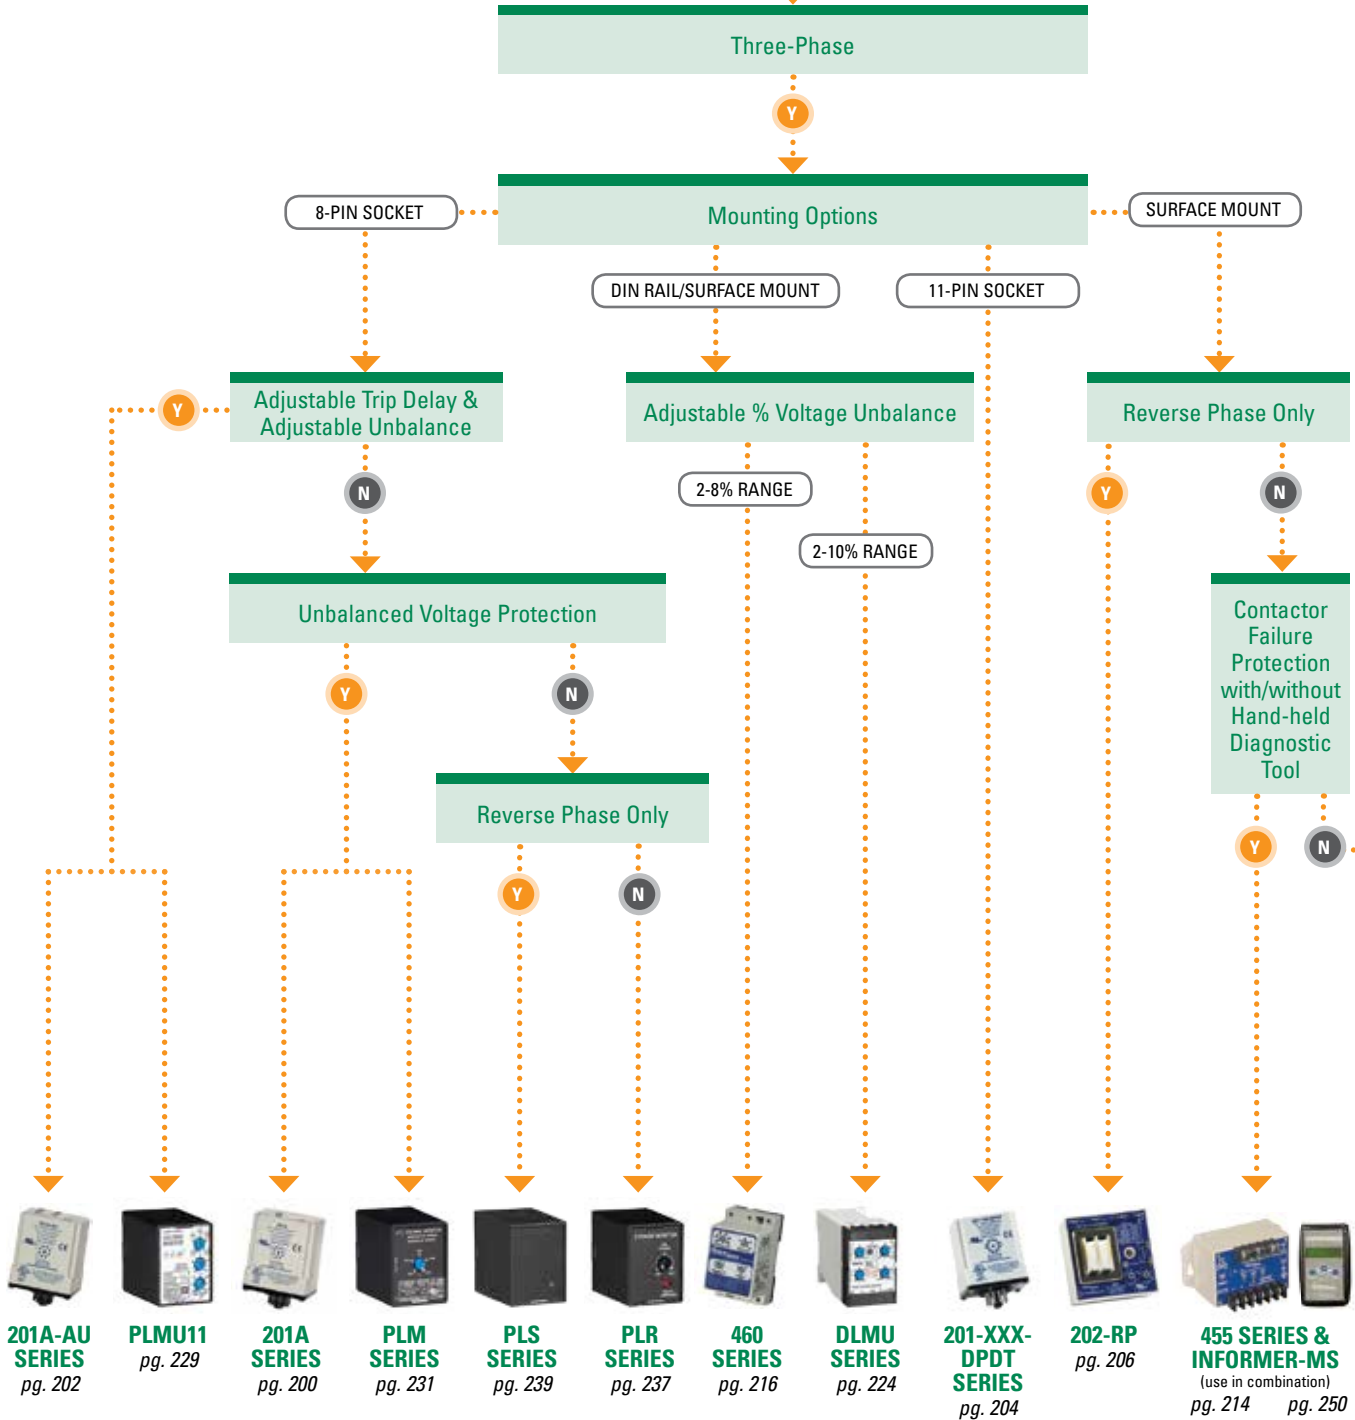 Three-Phase
Y
8-PIN SOCKET
Mounting Options
SURFACE MOUNT
DIN RAIL/SURFACE MOUNT
11-PIN SOCKET
Y
Adjustable Trip Delay &
Adjustable Unbalance
Adjustable % Voltage Unbalance
Reverse Phase Only
N
2-8% RANGE
Y
N
2-10% RANGE
Unbalanced Voltage Protection
Contactor
Failure
Protection
with/without
Hand-held
Diagnostic
Tool
Y
N
Reverse Phase Only
Y
N
Y
N
201A-AU
SERIES
pg. 202
PLMU11
pg. 229
201A
SERIES
pg. 200
PLM
SERIES
pg. 231
PLS
SERIES
pg. 239
PLR
SERIES
pg. 237
460
SERIES
pg. 216
DLMU
SERIES
pg. 224
201-XXX-
DPDT
SERIES
pg. 204
202-RP
pg. 206
455 SERIES &
INFORMER-MS
(use in combination)
pg. 214 pg. 250